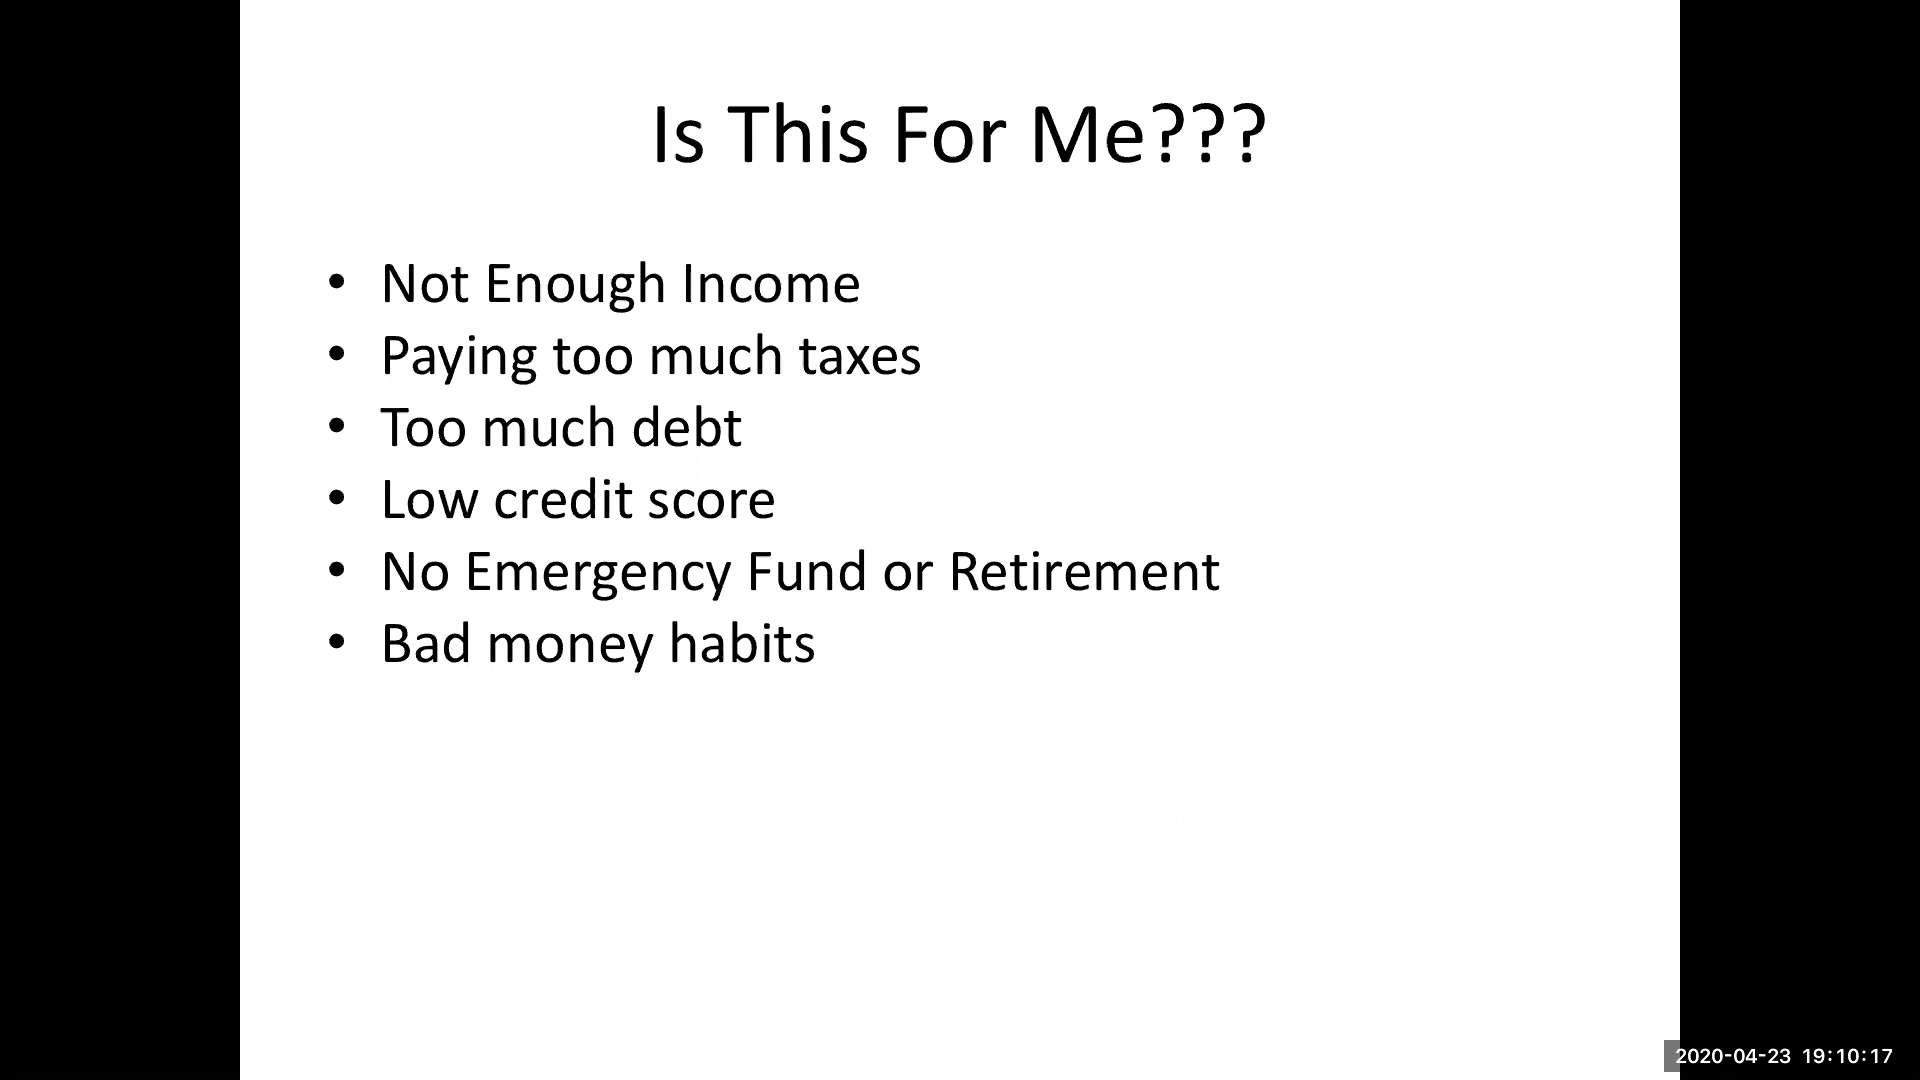 Is This For Me???
• Not Enough Income
• Paying too much taxes
• Too much debt
• Low credit score
• No Emergency Fund or Retirement
• Bad money habits
2020-04-23 19:10:17